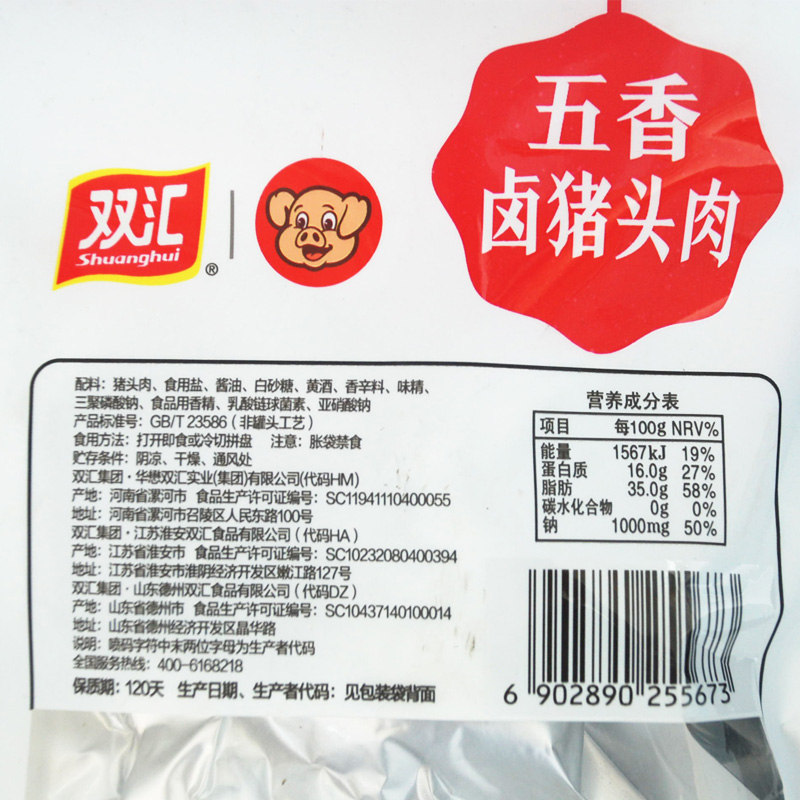 五香
卤猪头肉
双汇
Shuanghui
®
配料：猪头肉、食用盐、酱油、白砂糖、黄酒、香辛料、味精、
三聚磷酸钠、食品用香精、乳酸链球菌素、亚硝酸钠
产品标准号：GB/T 23586（非罐头工艺）
食用方法：打开即食或冷切拼盘 注意：胀袋禁食
贮存条件：阴凉、干燥、通风处
双汇集团·华懋双汇实业(集团)有限公司(代码HM)
产地：河南省漯河市 食品生产许可证编号：SC11941110400055
地址：河南省漯河市召陵区人民东路100号
双汇集团·江苏淮安双汇食品有限公司（代码HA）
产地：江苏省淮安市 食品生产许可证编号：SC10232080400394
地址：江苏省淮安市淮阴经济开发区嫩江路127号
双汇集团·山东德州双汇食品有限公司（代码DZ）
产地：山东省德州市 食品生产许可证编号：SC10437140100014
地址：山东省德州经济开发区晶华路
说明：喷码字符中末两位字母为生产者代码
全国服务热线：400-6168218
保质期：120天 生产日期、生产者代码：见包装袋背面
营养成分表
项目 每100g NRV%
能量 1567kJ 19%
蛋白质 16.0g 27%
脂肪 35.0g 58%
碳水化合物 0g 0%
钠 1000mg 50%
6 902890 255673